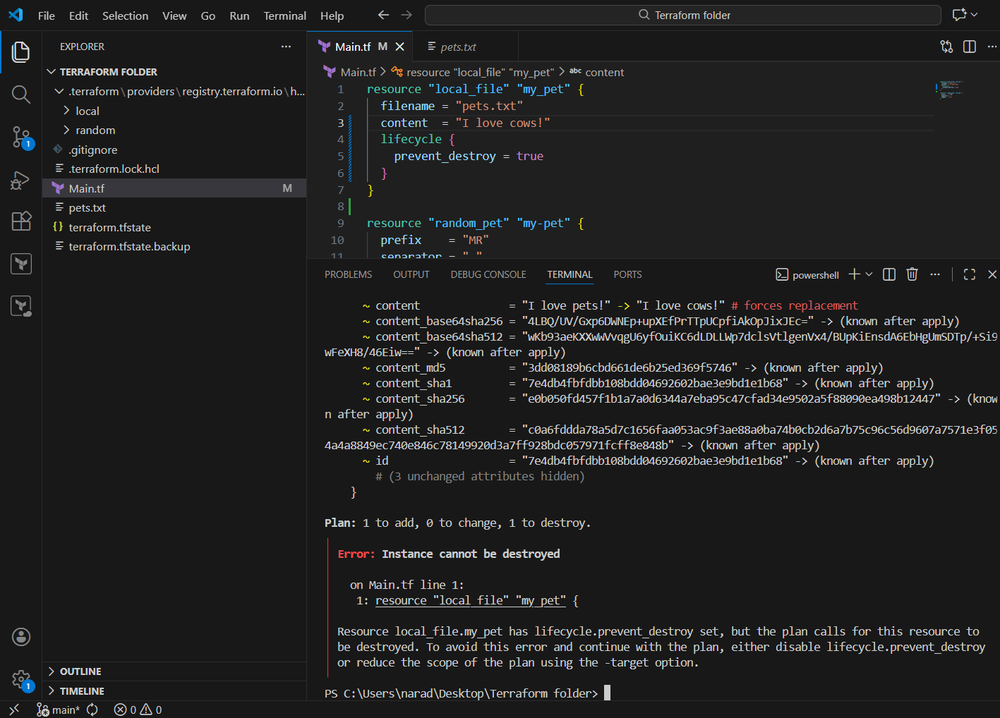 File Edit Selection View Go Run Terminal Help
Terraform folder
EXPLORER
TERRAFORM FOLDER
.terraform\providers\registry.terraform.io\h...
local
random
.gitignore
.terraform.lock.hcl
Main.tf M
pets.txt
terraform.tfstate
terraform.tfstate.backup
OUTLINE
TIMELINE
1
1
Main.tf M
pets.txt
Main.tf > resource "local_file" "my_pet" > abc content
1 resource "local_file" "my_pet" {
2 filename = "pets.txt"
3 content = "I love cows!"
4 lifecycle {
5 prevent_destroy = true
6 }
7 }
8
9 resource "random_pet" "my-pet" {
10 prefix = "MR"
11 separator = "."
PROBLEMS OUTPUT DEBUG CONSOLE TERMINAL PORTS
powershell
~ content = "I love pets!" -> "I love cows!" # forces replacement
~ content_base64sha256 = "4LBQ/UV/Gxp6DWNEp+upXEfPrTTpUCpfiAkOpJixJEc=" -> (known after apply)
~ content_base64sha512 = "wKb93aeKXXwWVvqgU6yfOuiKC6dLDLLWp7dclsVtlgenVx4/BUpKiEnsdA6EbHgUmSDTp/+Si9
wFeXH8/46Eiw==" -> (known after apply)
~ content_md5 = "3dd08189b6cbd661de6b25ed369f5746" -> (known after apply)
~ content_sha1 = "7e4db4fbfdbb108bdd04692602bae3e9bd1e1b68" -> (known after apply)
~ content_sha256 = "e0b050fd457f1b1a7a0d6344a7eba95c47cfad34e9502a5f88090ea498b12447" -> (know
n after apply)
~ content_sha512 = "c0a6fddda78a5d7c1656faa053ac9f3ae88a0ba74b0cb2d6a7b75c96c56d9607a7571e3f05
4a4a8849ec740e846c78149920d3a7ff928bdc057971fcff8e848b" -> (known after apply)
~ id = "7e4db4fbfdbb108bdd04692602bae3e9bd1e1b68" -> (known after apply)
# (3 unchanged attributes hidden)
}
Plan: 1 to add, 0 to change, 1 to destroy.
Error: Instance cannot be destroyed
on Main.tf line 1:
1: resource "local_file" "my_pet" {
Resource local_file.my_pet has lifecycle.prevent_destroy set, but the plan calls for this resource to
be destroyed. To avoid this error and continue with the plan, either disable lifecycle.prevent_destroy
or reduce the scope of the plan using the -target option.
PS C:\Users\narad\Desktop\Terraform folder>
main* 0 0